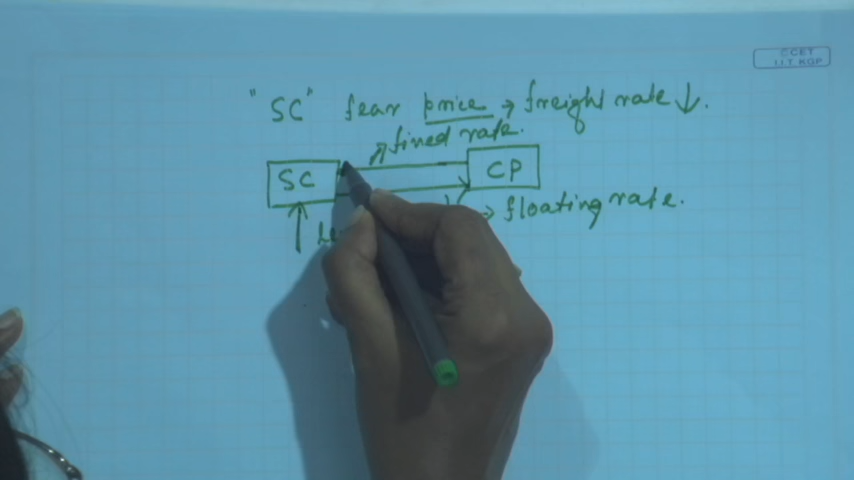 CCET
I.I.T. KGP
"SC" fear price → freight rate ↓.
fixed rate.
SC
CP
→ floating rate.